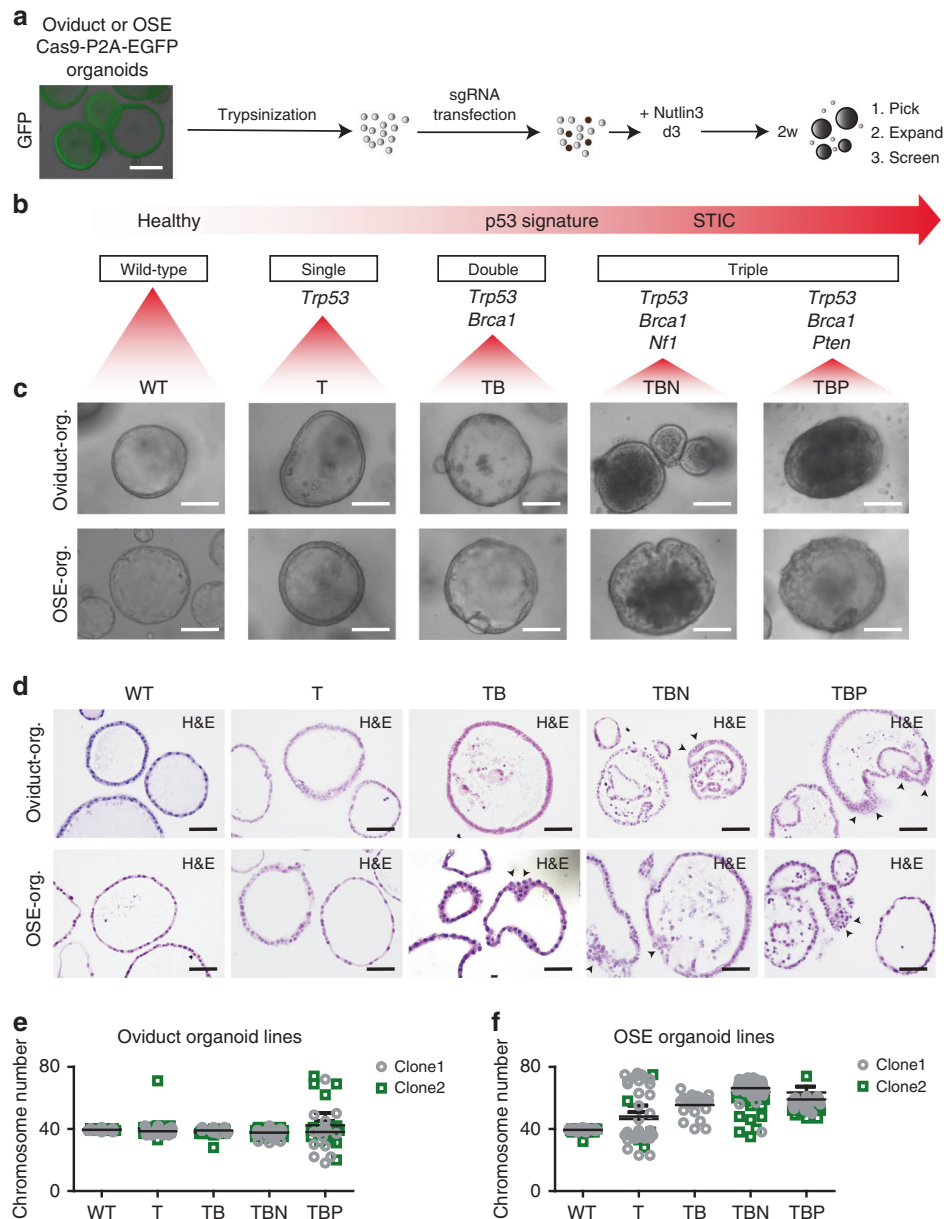 a
Oviduct or OSE
Cas9-P2A-EGFP
organoids
GFP
Trypsinization
sgRNA
transfection
+ Nutlin3
d3
2w
1. Pick
2. Expand
3. Screen
b
Healthy
p53 signature
STIC
Wild-type
Single
Double
Triple
Trp53
Trp53
Brca1
Trp53
Brca1
Nf1
Trp53
Brca1
Pten
c
WT
T
TB
TBN
TBP
Oviduct-org.
OSE-org.
d
WT
T
TB
TBN
TBP
Oviduct-org.
H&E
H&E
H&E
H&E
H&E
OSE-org.
H&E
H&E
H&E
H&E
H&E
e
Oviduct organoid lines
Chromosome number
80
40
0
WT
T
TB
TBN
TBP
Clone1
Clone2
f
OSE organoid lines
Chromosome number
80
40
0
WT
T
TB
TBN
TBP
Clone1
Clone2